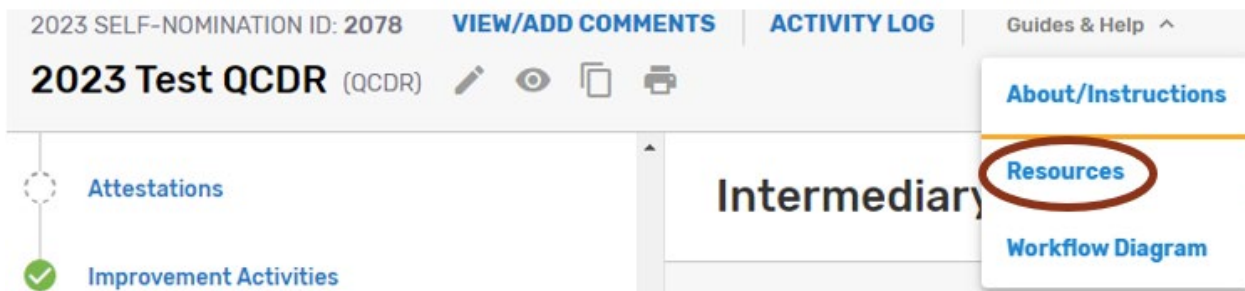 2023 SELF-NOMINATION ID: 2078 VIEW/ADD COMMENTS ACTIVITY LOG Guides & Help
2023 Test QCDR (QCDR)
About/Instructions
Attestations
Intermediary
Resources
Improvement Activities
Workflow Diagram